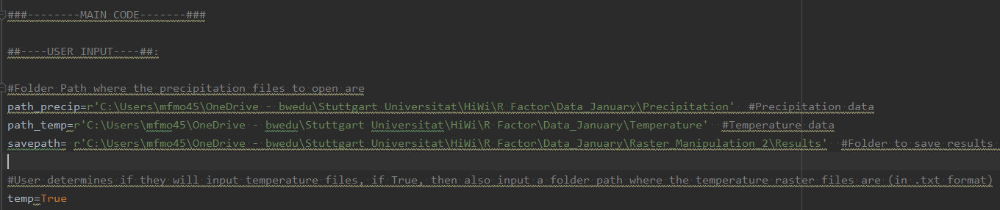 ###--------MAIN CODE-------###
##----USER INPUT----##:
#Folder Path where the precipitation files to open are
path_precip=r'C:\Users\mfmo45\OneDrive - bwedu\Stuttgart Universitat\HiWi\R Factor\Data_January\Precipitation'  #Precipitation data
path_temp=r'C:\Users\mfmo45\OneDrive - bwedu\Stuttgart Universitat\HiWi\R Factor\Data_January\Temperature'  #Temperature data
savepath= r'C:\Users\mfmo45\OneDrive - bwedu\Stuttgart Universitat\HiWi\R Factor\Data_January\Raster_Manipulation_2\Results'  #Folder to save results
#User determines if they will input temperature files, if True, then also input a folder path where the temperature raster files are (in .txt format)
temp=True